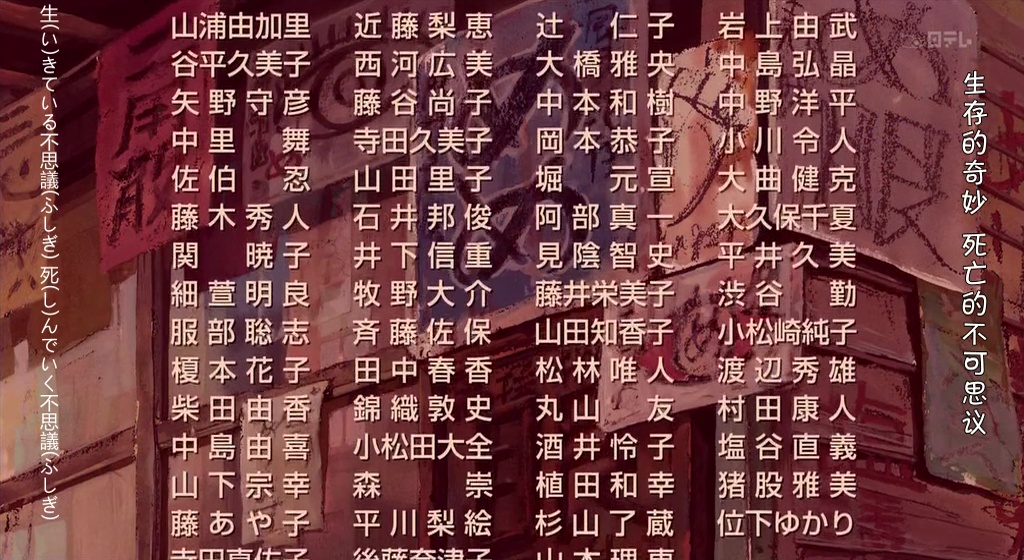 生(い)きている不思議(ふしぎ) 死(し)んでいく不思議(ふしぎ)
山浦由加里 近藤梨恵 辻仁子 岩上由武
谷平久美子 西河広美 大橋雅央 中島弘晶
矢野守彦 藤谷尚子 中本和樹 中野洋平
中里舞 寺田久美子 岡本恭子 小川令人
佐伯忍 山田里子 堀元宣 大曲健克
藤木秀人 石井邦俊 阿部真一 大久保千夏
関暁子 井下信重 見陰智史 平井久美
細萱明良 牧野大介 藤井栄美子 渋谷勤
服部聡志 斉藤佐保 山田知香子 小松崎純子
榎本花子 田中春香 松林唯人 渡辺秀雄
柴田由香 錦織敦史 丸山友 村田康人
中島由喜 小松田大全 酒井怜子 塩谷直義
山下宗幸 森崇 植田和幸 猪股雅美
藤あや子 平川梨絵 杉山了蔵 位下ゆかり
日テレ
生存的奇妙 死亡的不可思议